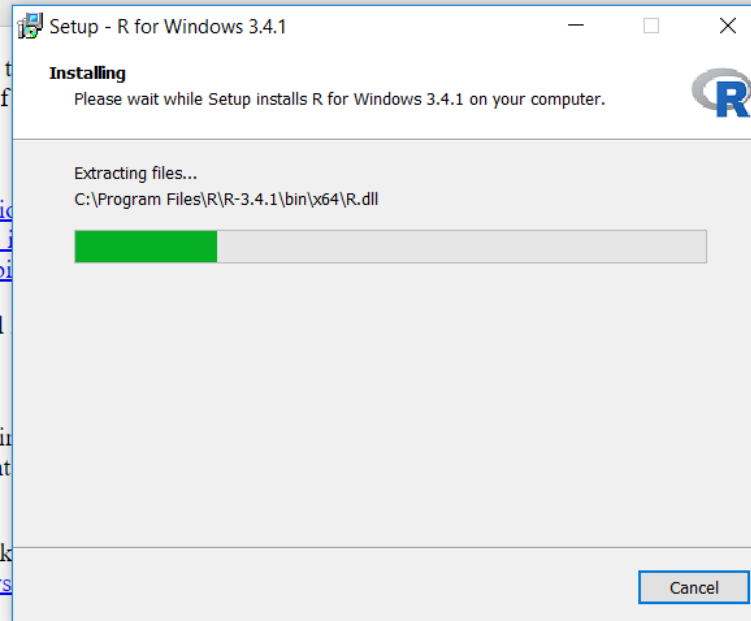 Setup - R for Windows 3.4.1
Installing
Please wait while Setup installs R for Windows 3.4.1 on your computer.
R
Extracting files...
C:\Program Files\R\R-3.4.1\bin\x64\R.dll
Cancel